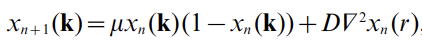 xₙ₊₁(k) = μxₙ(k)(1 − xₙ(k)) + D∇²xₙ(r),